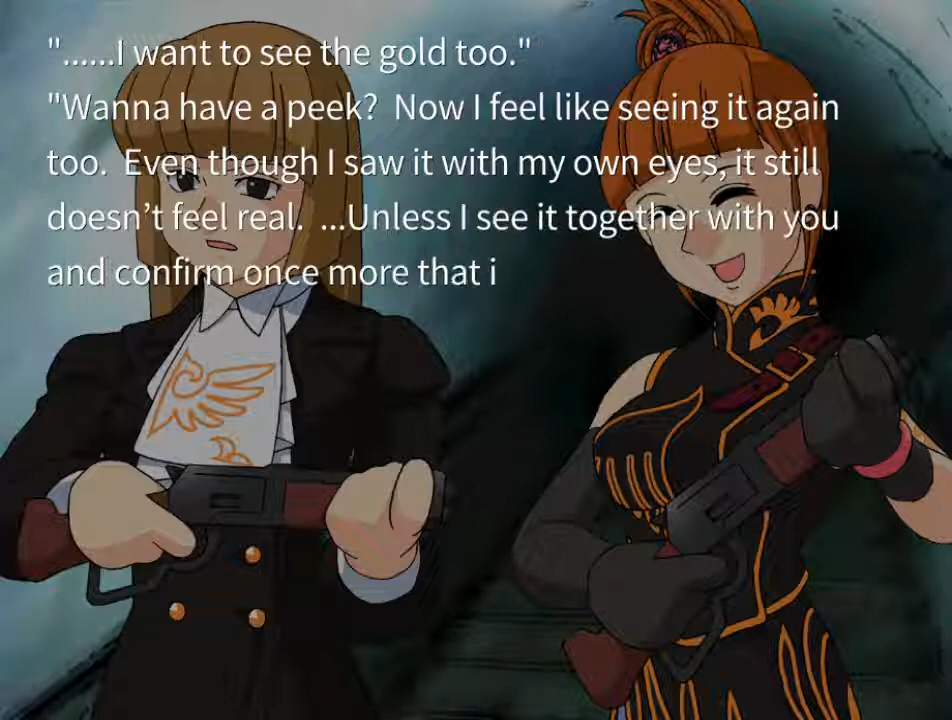 "......I want to see the gold too."
"Wanna have a peek?  Now I feel like seeing it again
too.  Even though I saw it with my own eyes, it still
doesn’t feel real.  ...Unless I see it together with you
and confirm once more that i